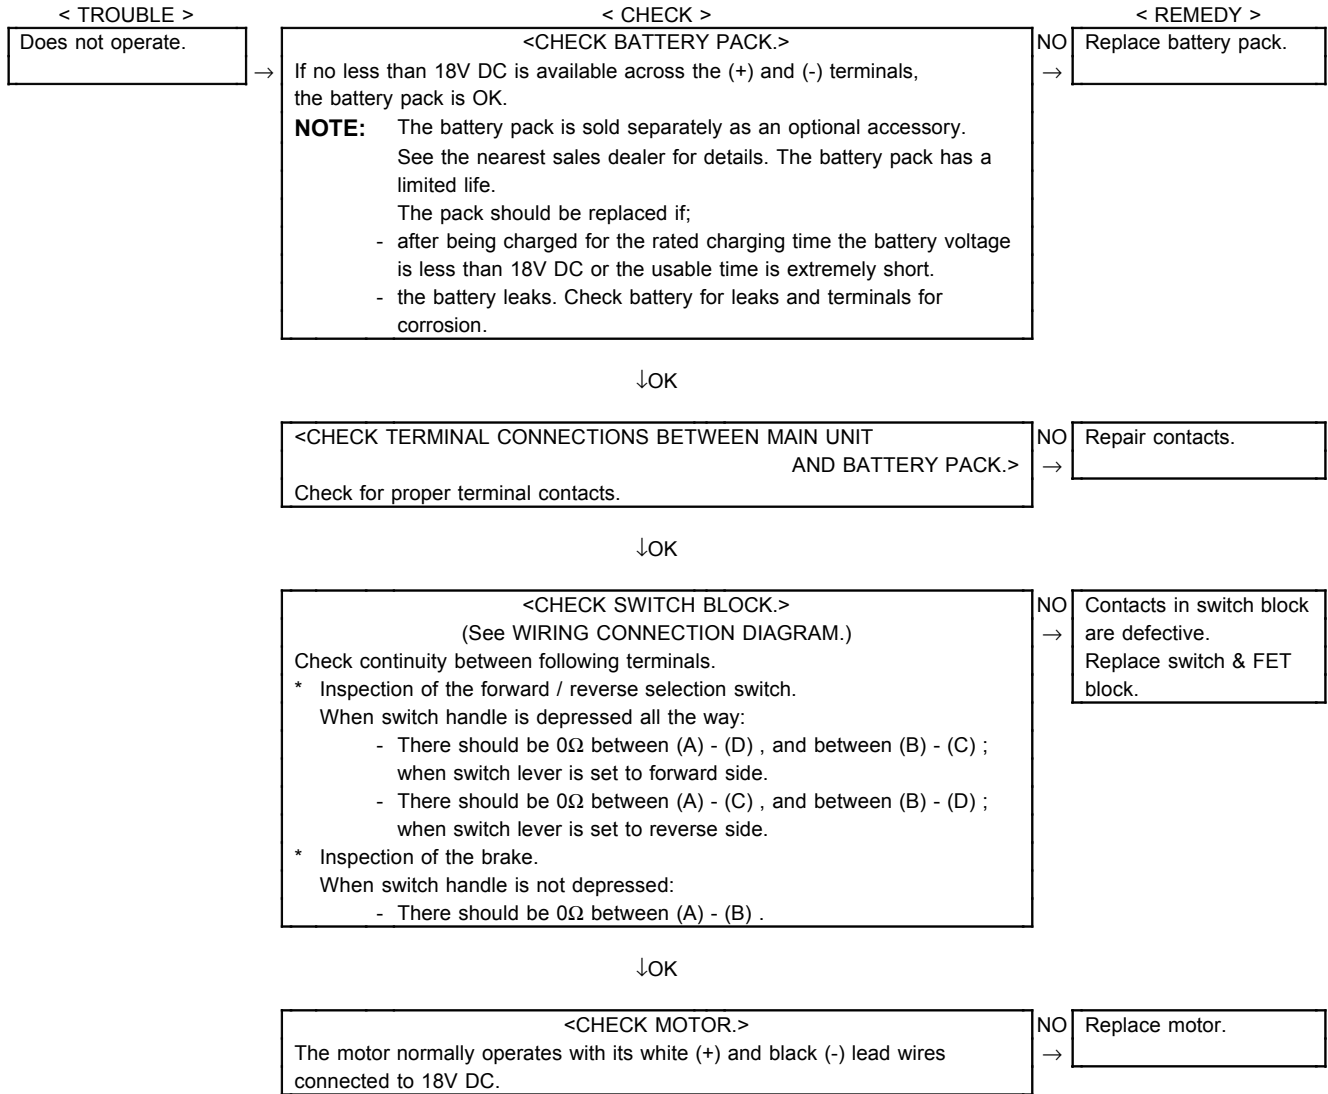 < TROUBLE > < CHECK > < REMEDY >
Does not operate.
→
<CHECK BATTERY PACK.>
If no less than 18V DC is available across the (+) and (-) terminals,
the battery pack is OK.
NOTE: The battery pack is sold separately as an optional accessory.
See the nearest sales dealer for details. The battery pack has a
limited life.
The pack should be replaced if;
- after being charged for the rated charging time the battery voltage
is less than 18V DC or the usable time is extremely short.
- the battery leaks. Check battery for leaks and terminals for
corrosion.
NO
→
Replace battery pack.
↓OK
<CHECK TERMINAL CONNECTIONS BETWEEN MAIN UNIT
AND BATTERY PACK.>
Check for proper terminal contacts.
NO
→
Repair contacts.
↓OK
<CHECK SWITCH BLOCK.>
(See WIRING CONNECTION DIAGRAM.)
Check continuity between following terminals.
* Inspection of the forward / reverse selection switch.
When switch handle is depressed all the way:
- There should be 0Ω between (A) - (D) , and between (B) - (C) ;
when switch lever is set to forward side.
- There should be 0Ω between (A) - (C) , and between (B) - (D) ;
when switch lever is set to reverse side.
* Inspection of the brake.
When switch handle is not depressed:
- There should be 0Ω between (A) - (B) .
NO
→
Contacts in switch block
are defective.
Replace switch & FET
block.
↓OK
<CHECK MOTOR.>
The motor normally operates with its white (+) and black (-) lead wires
connected to 18V DC.
NO
→
Replace motor.